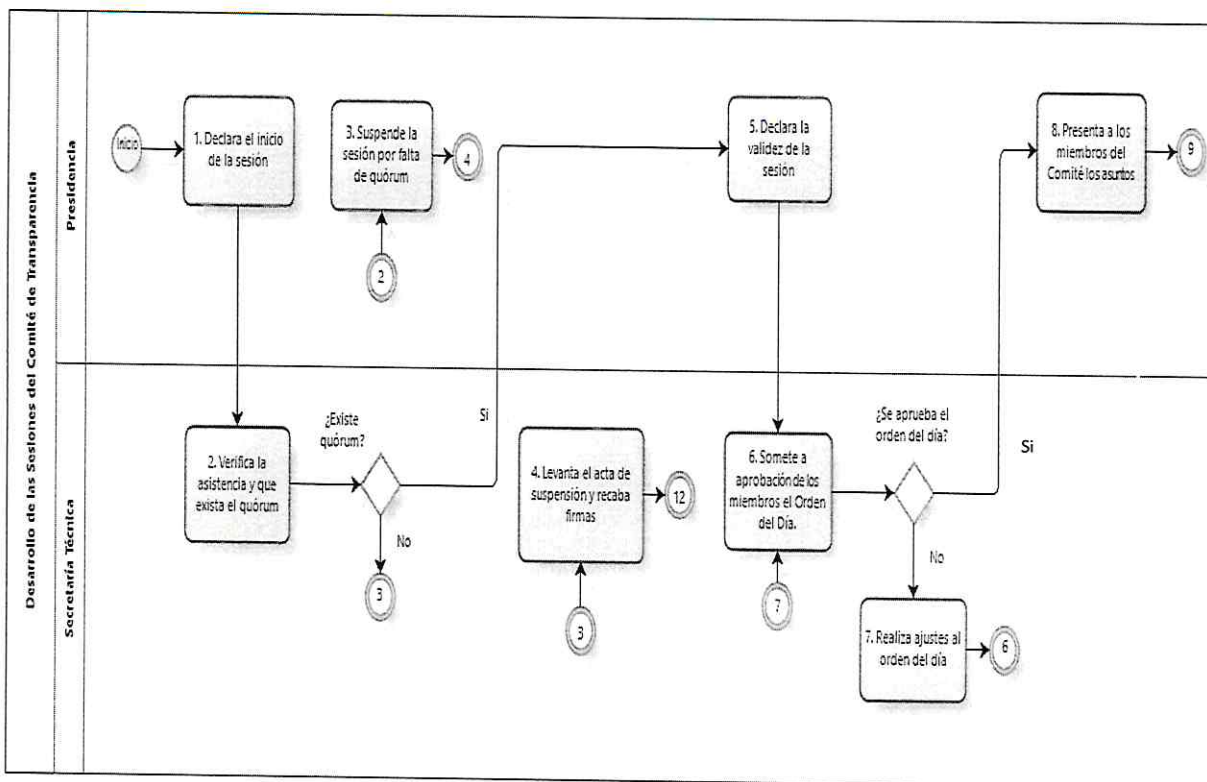 Desarrollo de las Sesiones del Comité de Transparencia
Presidencia
Inicio
1. Declara el inicio
de la sesión
3. Suspende la
sesión por falta
de quórum
4
2
5. Declara la
validez de la
sesión
8. Presenta a los
miembros del
Comité los asuntos
9
Secretaría Técnica
2. Verifica la
asistencia y que
exista el quórum
¿Existe
quórum?
Si
No
3
4. Levanta el acta de
suspensión y recaba
firmas
12
3
6. Somete a
aprobación de los
miembros el Orden
del Día.
7
¿Se aprueba el
orden del día?
Si
No
7. Realiza ajustes al
orden del día
6